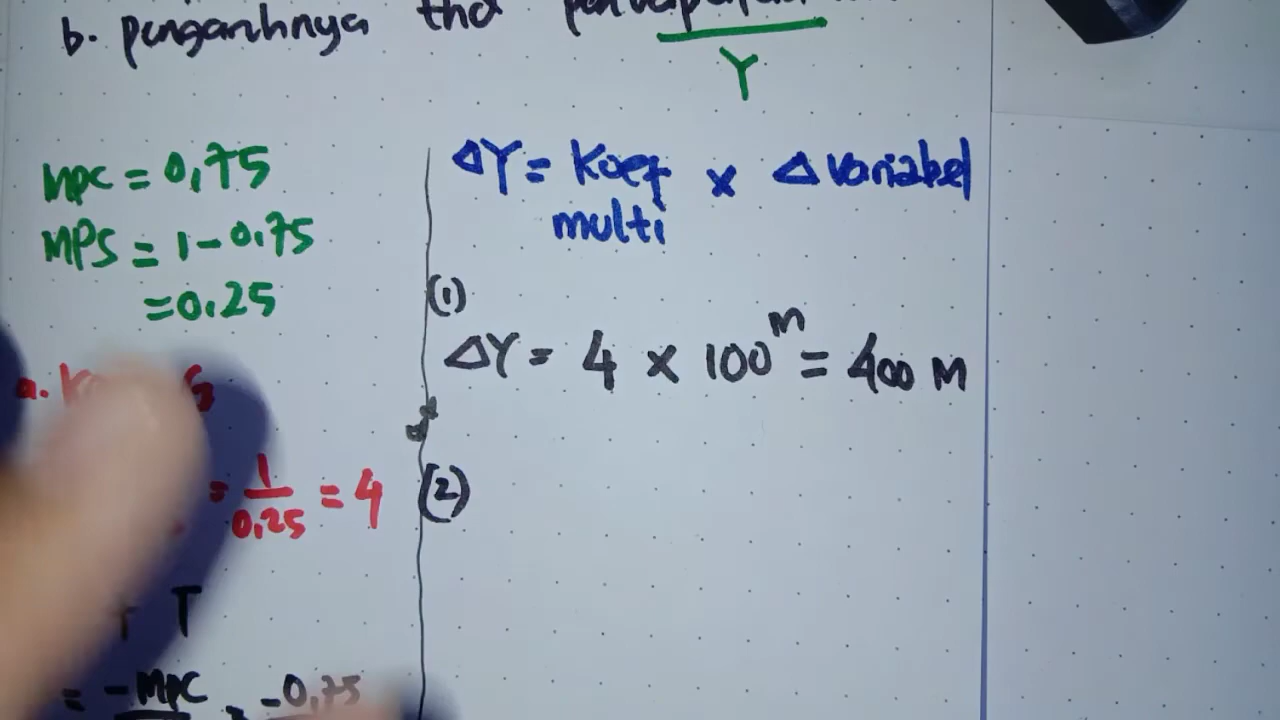 b. pengaruhnya thd
Y
MPC = 0,75
MPS = 1 - 0,75
= 0,25
= 1/0,25 = 4
T
= -MPC = -0,75
ΔY = Koef multi x Δ variabel
(1)
ΔY = 4 x 100 M = 400 M
(2)